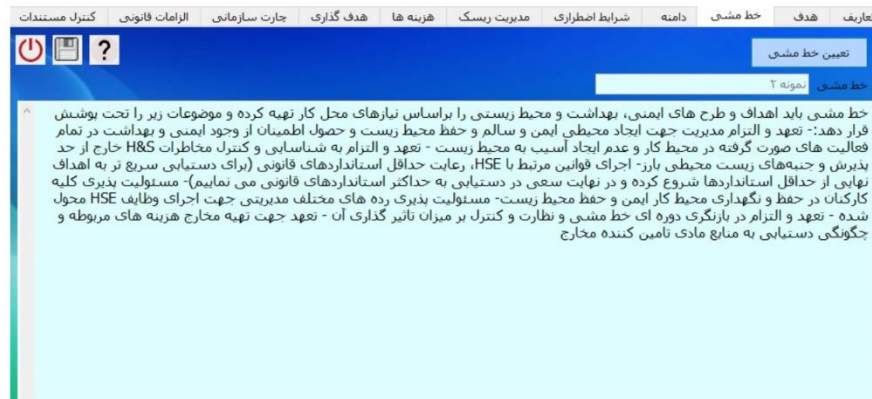 تعاریف هدف خط مشی دامنه شرایط اضطراری مدیریت ریسک هزینه ها هدف گذاری چارت سازمانی الزامات قانونی کنترل مستندات
?
تعیین خط مشی
خط مشی نمونه ۲
خط مشی باید اهداف و طرح های ایمنی، بهداشت و محیط زیستی را براساس نیازهای محل کار تهیه کرده و موضوعات زیر را تحت پوشش
قرار دهد:- تعهد و التزام مدیریت جهت ایجاد محیطی ایمن و سالم و حفظ محیط زیست و حصول اطمینان از وجود ایمنی و بهداشت در تمام
فعالیت های صورت گرفته در محیط کار و عدم ایجاد آسیب به محیط زیست - تعهد و التزام به شناسایی و کنترل مخاطرات H&S خارج از حد
پذیرش و جنبه‌های زیست محیطی بارز- اجرای قوانین مرتبط با HSE، رعایت حداقل استانداردهای قانونی (برای دستیابی سریع تر به اهداف
نهایی از حداقل استانداردها شروع کرده و در نهایت سعی در دستیابی به حداکثر استانداردهای قانونی می نماییم)- مسئولیت پذیری کلیه
کارکنان در حفظ و نگهداری محیط کار ایمن و حفظ محیط زیست- مسئولیت پذیری رده های مختلف مدیریتی جهت اجرای وظایف HSE محول
شده - تعهد و التزام در بازنگری دوره ای خط مشی و نظارت و کنترل بر میزان تاثیر گذاری آن - تعهد جهت تهیه مخارج هزینه های مربوطه و
چگونگی دستیابی به منابع مادی تامین کننده مخارج